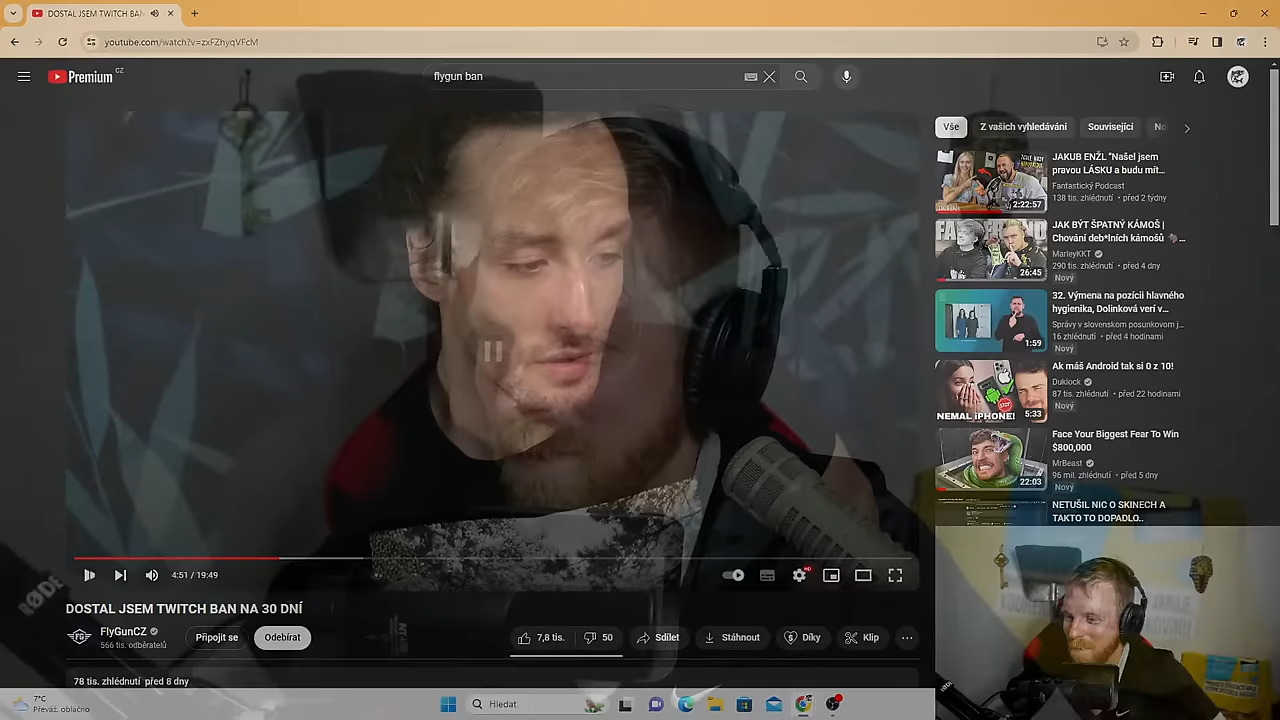 DOSTAL JSEM TWITCH BAN
youtube.com/watch?v=zxFZhyqVFcM
Premium CZ
flygun ban
Vše
Z vašich vyhledávání
Související
No
JAKUB ENŽL "Našel jsem
pravou LÁSKU a budu mít...
Fantastický Podcast
138 tis. zhlédnutí • před 2 týdny
2:22:57
JAK BÝT ŠPATNÝ KÁMOŠ |
Chování deb*lních kámošů
MarleyKKT
290 tis. zhlédnutí • před 4 dny
Nový
26:45
32. Výmena na pozícii hlavného
hygienika, Dolinková verí v...
Správy v slovenskom posunkovom j...
16 zhlédnutí • před 4 hodinami
Nový
1:59
Ak máš Android tak si 0 z 10!
Duklock
87 tis. zhlédnutí • před 22 hodinami
Nový
NEMAL iPHONE!
5:33
Face Your Biggest Fear To Win
$800,000
MrBeast
96 mil. zhlédnutí • před 5 dny
Nový
22:03
NETUŠIL NIC O SKINECH A
TAKTO TO DOPADLO..
4:51 / 19:49
RØDE
DOSTAL JSEM TWITCH BAN NA 30 DNÍ
FlyGunCZ
566 tis. odběratelů
Připojit se
Odebírat
7,8 tis.
50
Sdílet
Stáhnout
Díky
Klip
78 tis. zhlédnutí před 8 dny
7°C
Převáž. oblačno
Hledat